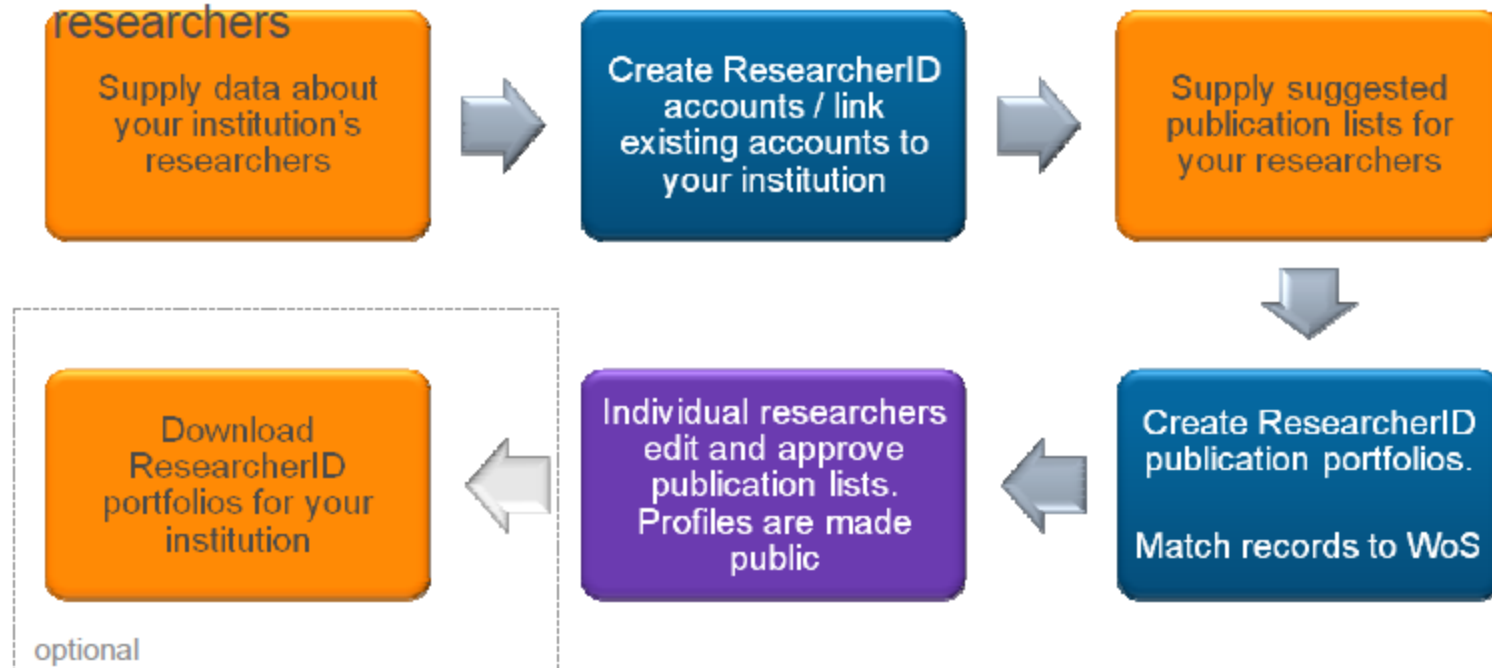 researchers
Supply data about
your institution's
researchers
Create ResearcherID
accounts / link
existing accounts to
your institution
Supply suggested
publication lists for
your researchers
Create ResearcherID
publication portfolios.
Match records to WoS
Individual researchers
edit and approve
publication lists.
Profiles are made
public
Download
ResearcherID
portfolios for your
institution
optional